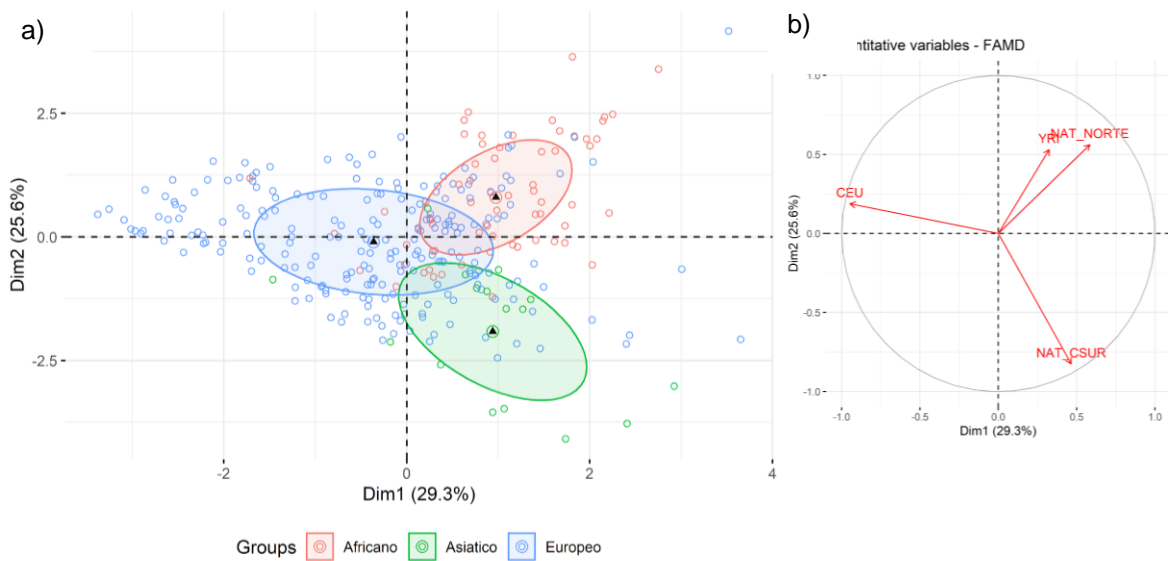 a)
2.5
0.0
-2.5
Dim2 (25.6%)
-2
0
2
4
Dim1 (29.3%)
Groups Africano Asiatico Europeo
b)
ntitative variables - FAMD
1.0
0.5
0.0
-0.5
-1.0
Dim2 (25.6%)
YRI
NAT_NORTE
CEU
NAT_CSUR
-1.0
-0.5
0.0
0.5
1.0
Dim1 (29.3%)